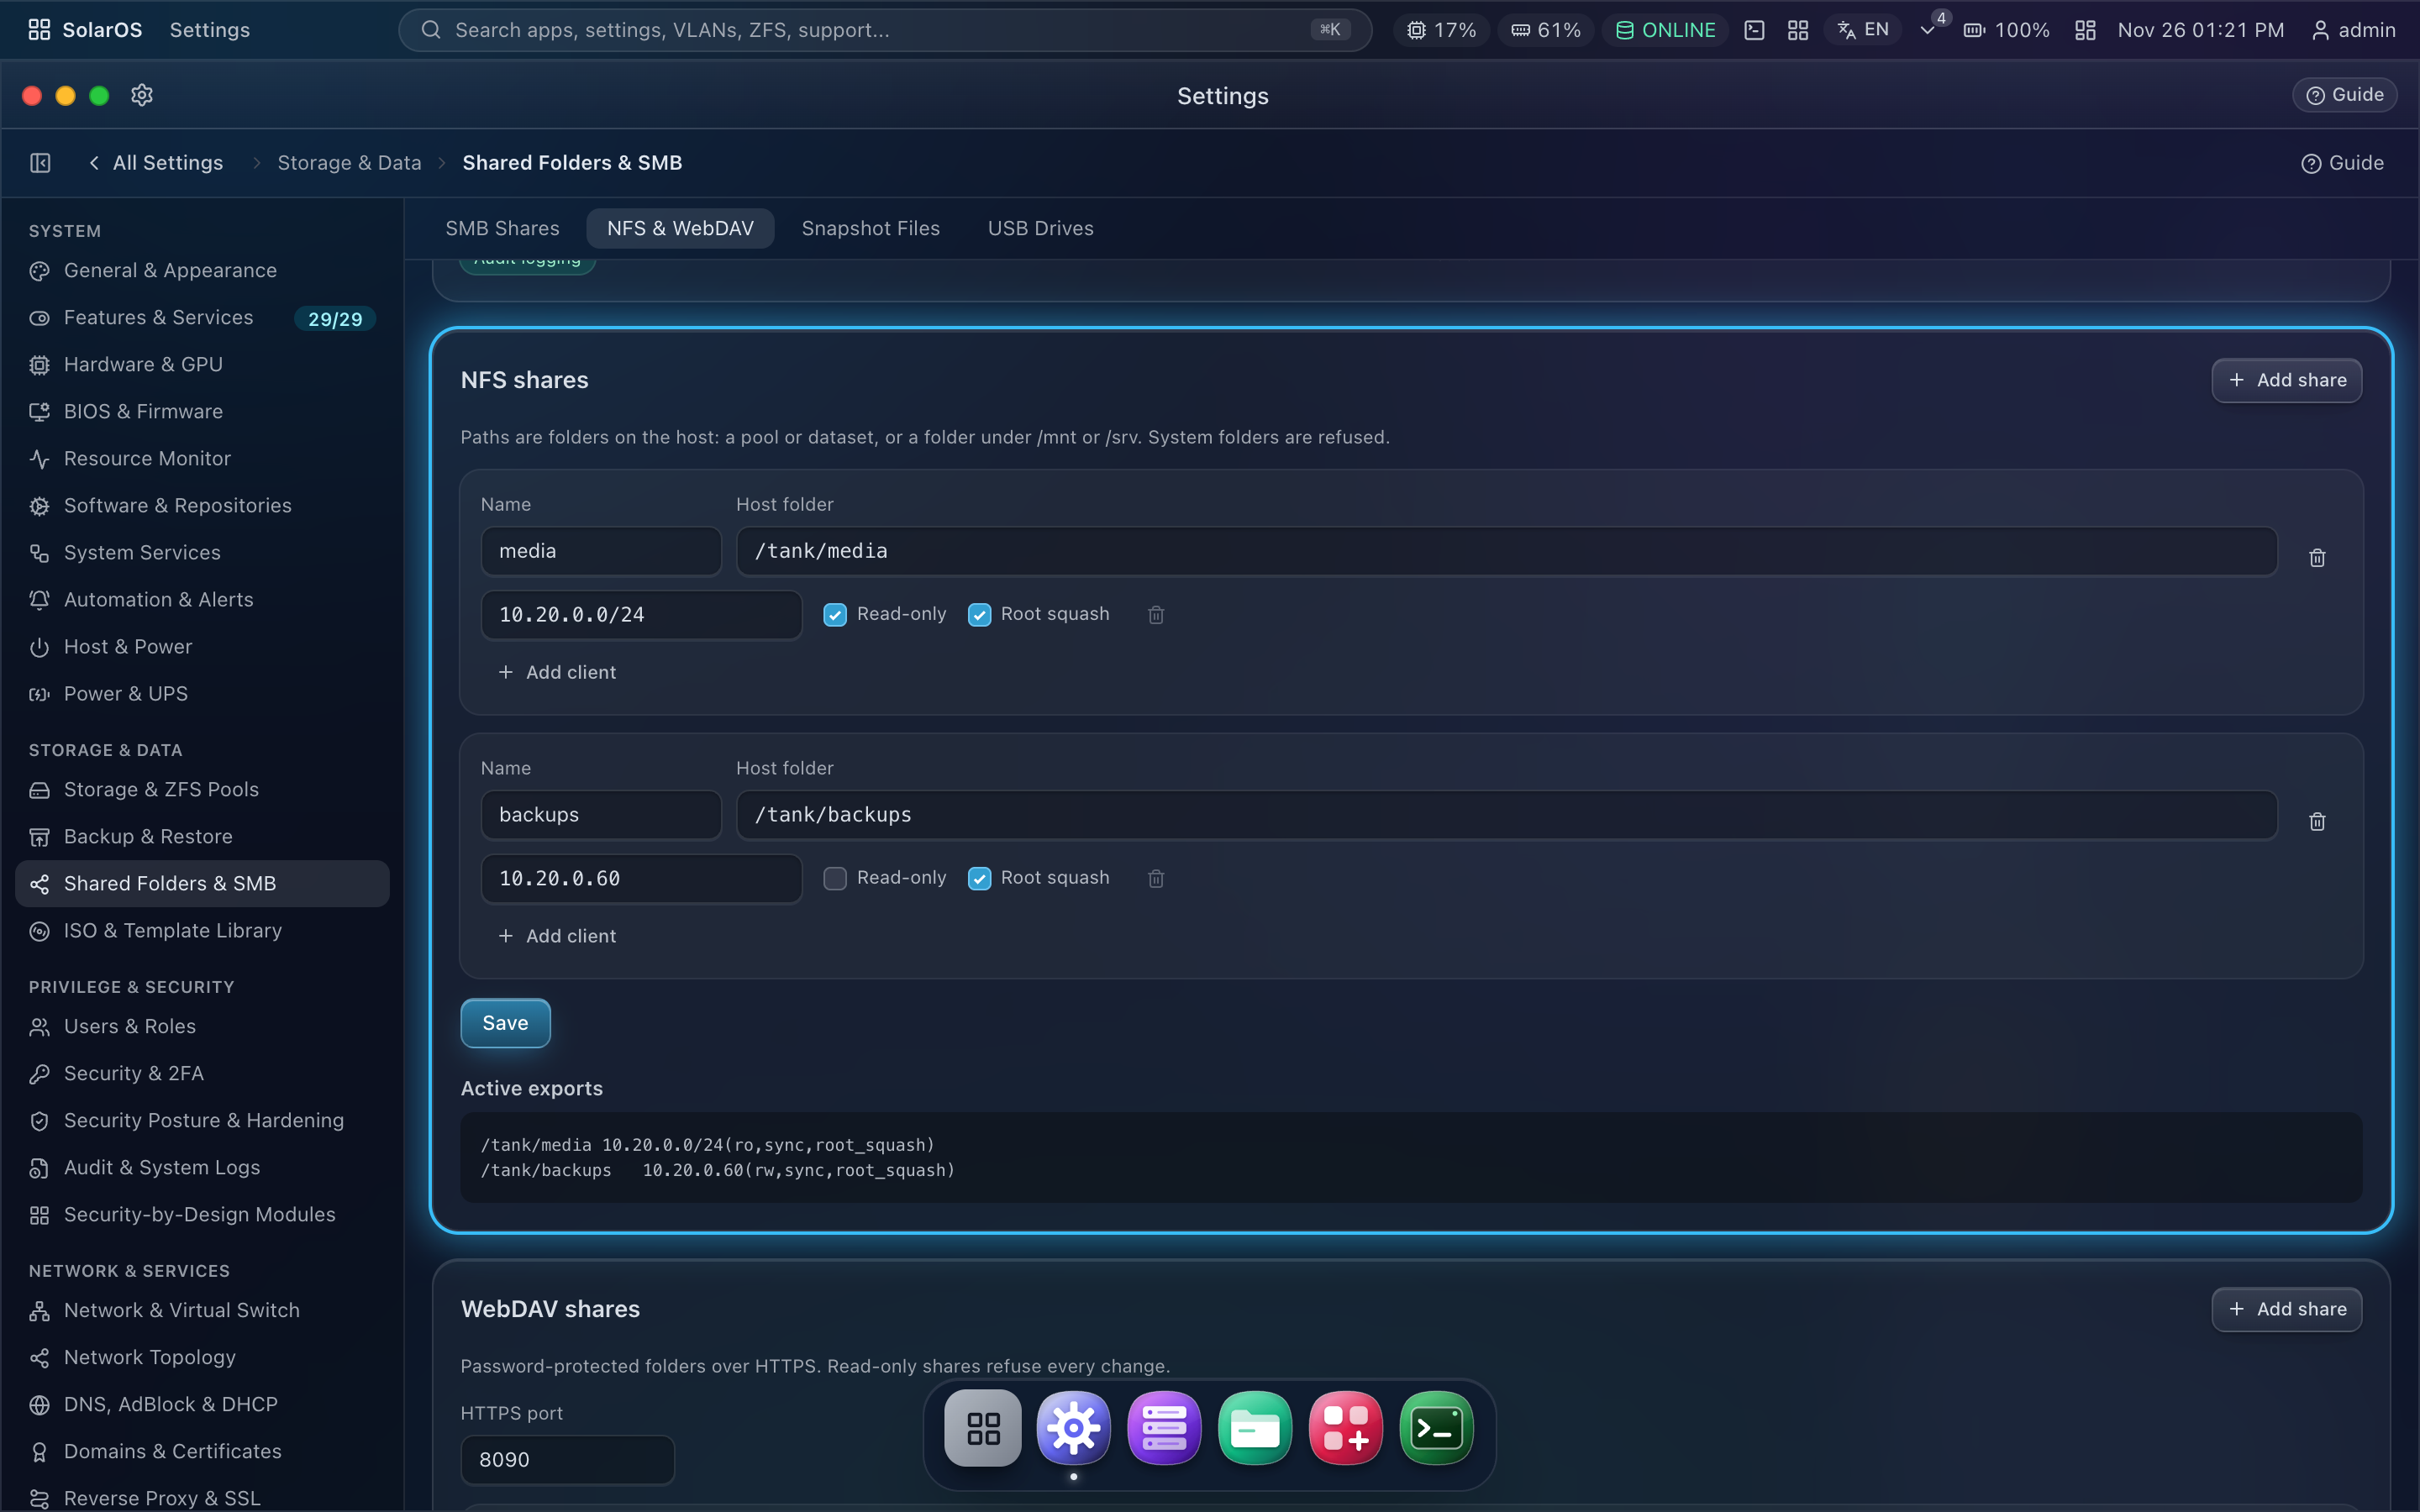 SolarOS Settings Search apps, settings, VLANs, ZFS, support... ⌘K 17% 61% ONLINE EN 4 100% Nov 26 01:21 PM admin
Settings Guide
All Settings Storage & Data Shared Folders & SMB Guide
SYSTEM
General & Appearance
Features & Services 29/29
Hardware & GPU
BIOS & Firmware
Resource Monitor
Software & Repositories
System Services
Automation & Alerts
Host & Power
Power & UPS
STORAGE & DATA
Storage & ZFS Pools
Backup & Restore
Shared Folders & SMB
ISO & Template Library
PRIVILEGE & SECURITY
Users & Roles
Security & 2FA
Security Posture & Hardening
Audit & System Logs
Security-by-Design Modules
NETWORK & SERVICES
Network & Virtual Switch
Network Topology
DNS, AdBlock & DHCP
Domains & Certificates
Reverse Proxy & SSL
SMB Shares NFS & WebDAV Snapshot Files USB Drives
Audit logging
NFS shares Add share
Paths are folders on the host: a pool or dataset, or a folder under /mnt or /srv. System folders are refused.
Name Host folder
media /tank/media
10.20.0.0/24 Read-only Root squash
Add client
Name Host folder
backups /tank/backups
10.20.0.60 Read-only Root squash
Add client
Save
Active exports
/tank/media 10.20.0.0/24(ro,sync,root_squash)
/tank/backups 10.20.0.60(rw,sync,root_squash)
WebDAV shares Add share
Password-protected folders over HTTPS. Read-only shares refuse every change.
HTTPS port
8090